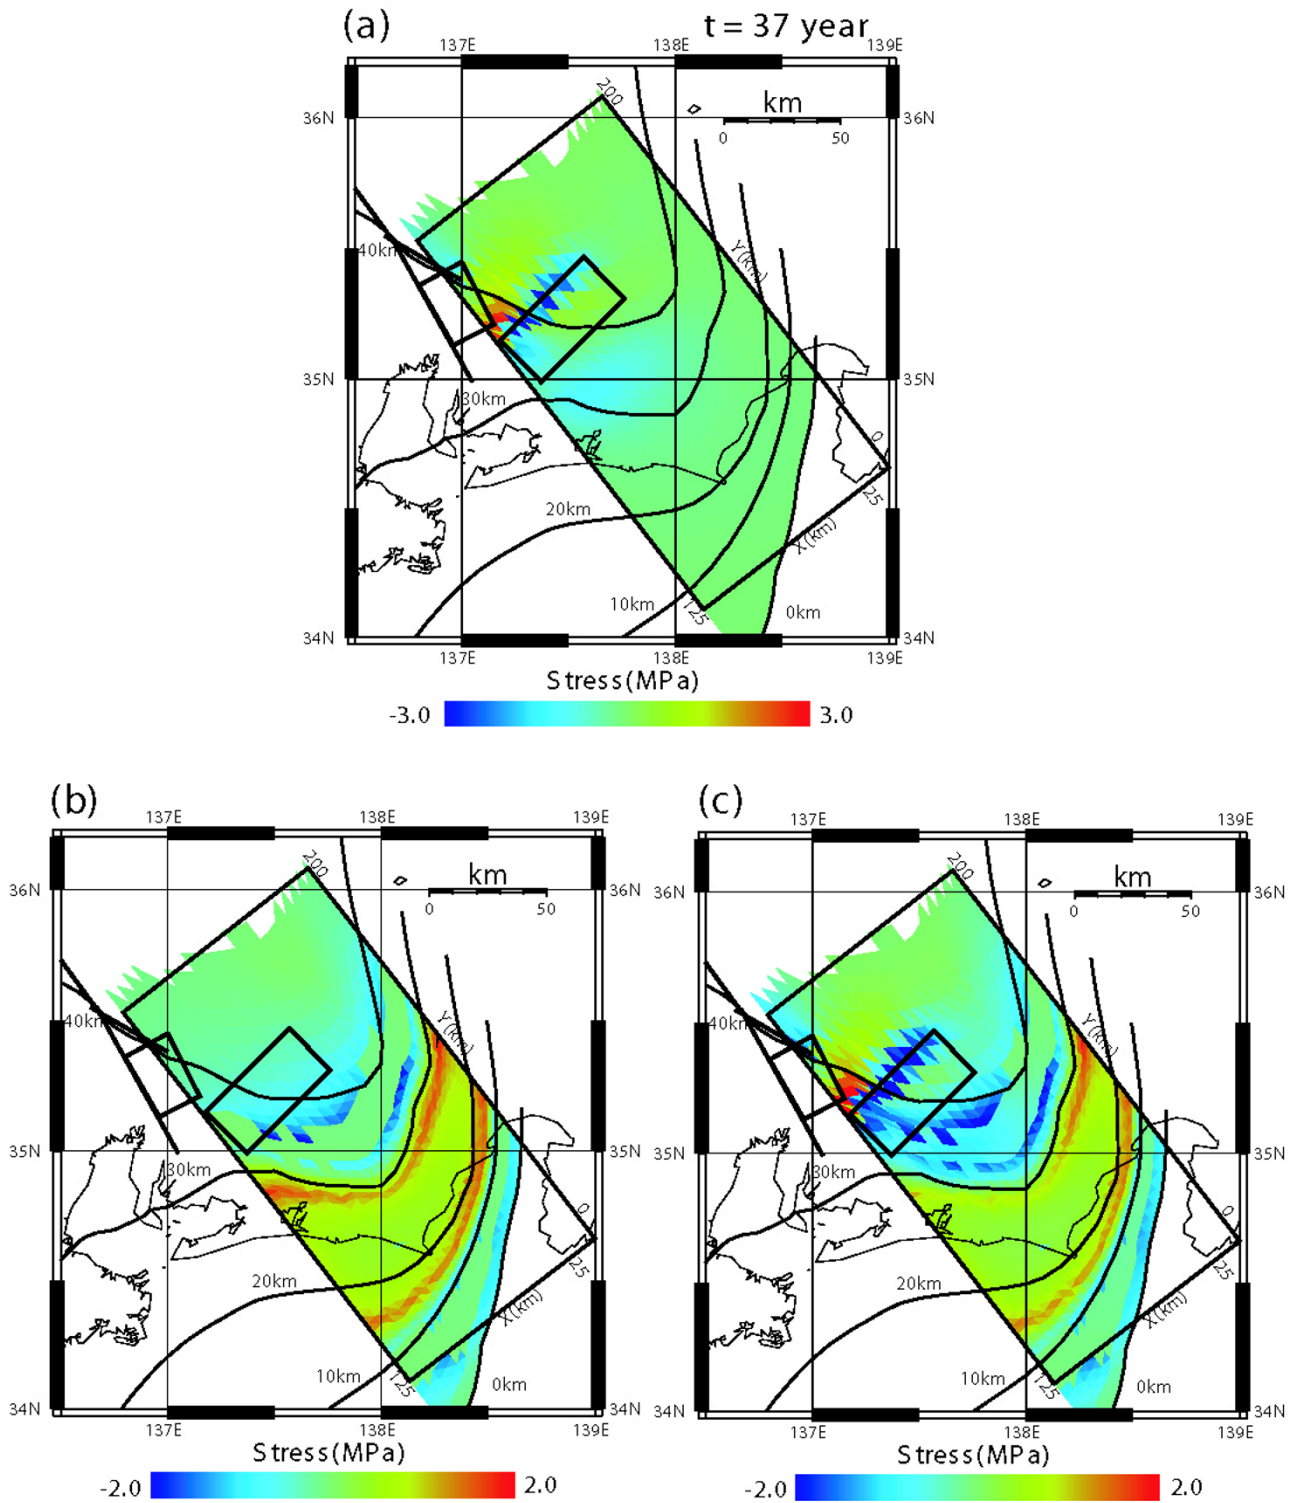 (a)
t = 37 year
137E 138E 139E
200
km
0 50
36N 36N
Y(km)
40km
35N 35N
30km
0
25
20km
X(km)
10km
125
0km
34N 34N
137E 138E 139E
Stress(MPa)
-3.0 3.0
(b)
137E 138E 139E
200
km
0 50
36N
Y(km)
40km
35N
30km
0
25
20km
X(km)
10km
125
0km
34N
137E 138E 139E
Stress(MPa)
-2.0 2.0
(c)
137E 138E 139E
200
km
0 50
36N 36N
Y(km)
40km
35N 35N
30km
0
25
20km
X(km)
10km
125
0km
34N 34N
137E 138E 139E
Stress(MPa)
-2.0 2.0